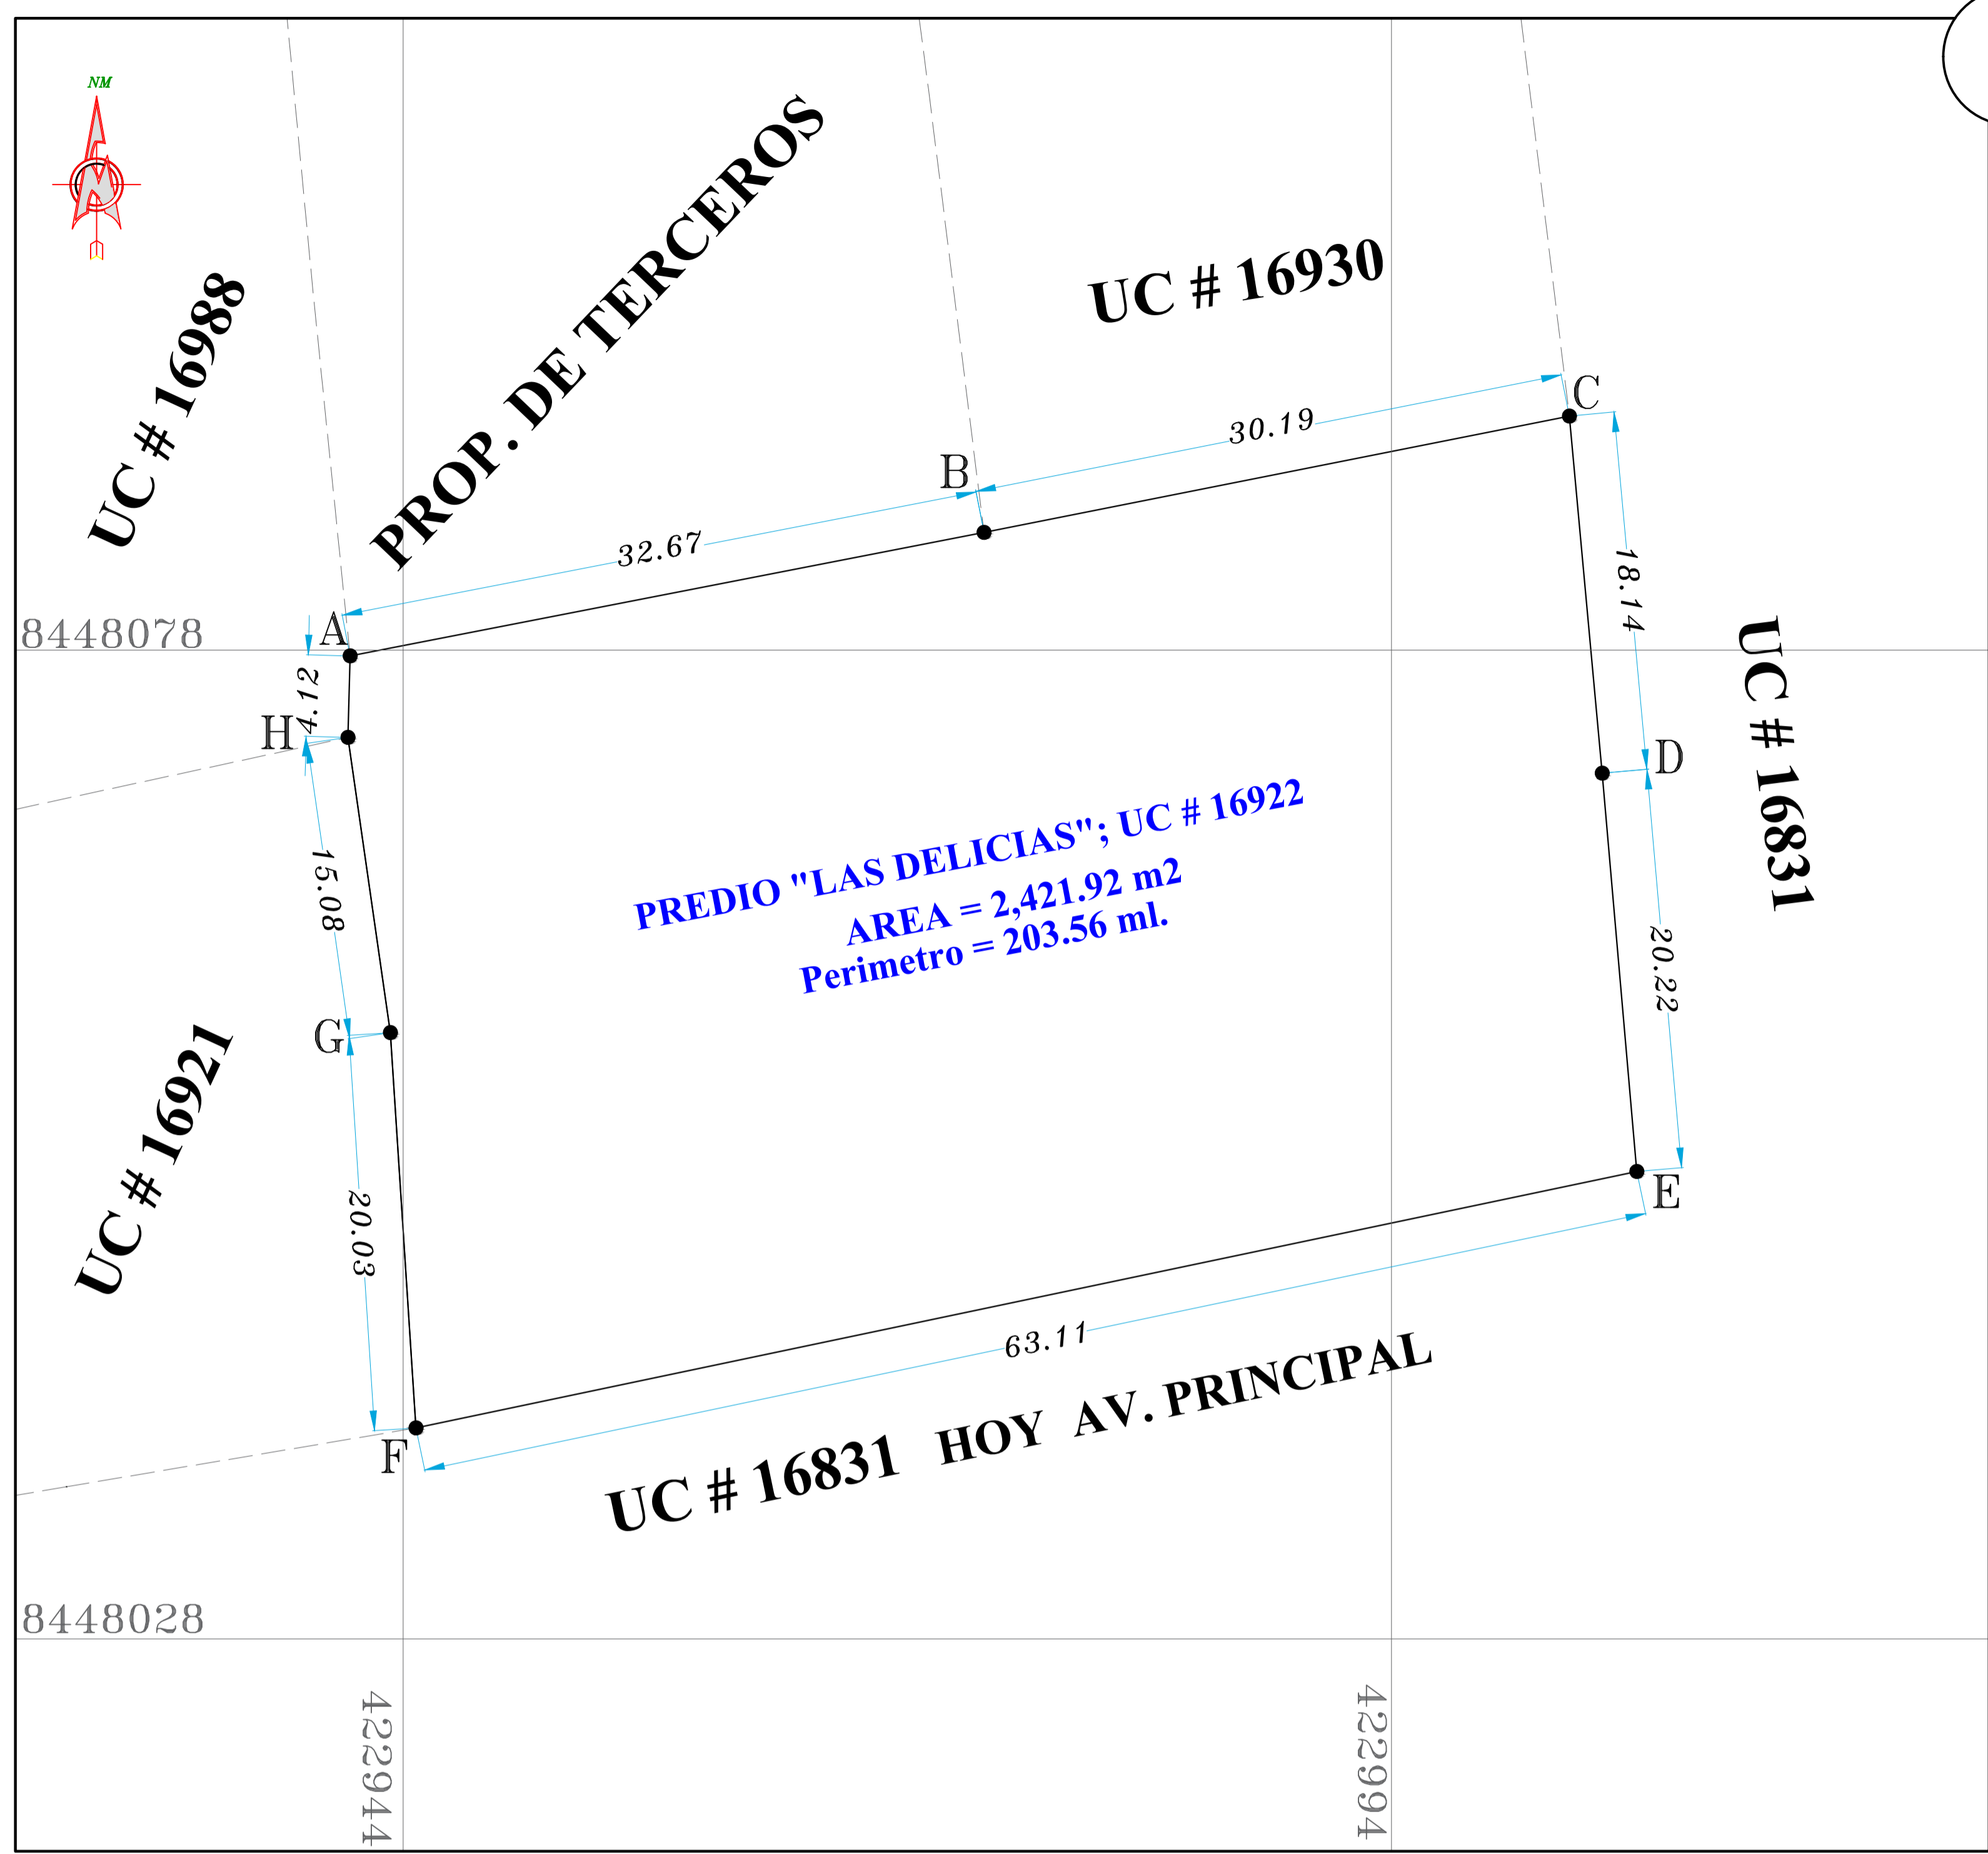 NM
UC # 16988
PROP. DE TERCEROS
UC # 16930
C
30.19
B
32.67
18.14
A
8448078
4.12
H
D
UC # 16831
PREDIO "LAS DELICIAS"; UC # 16922
AREA = 2,421.92 m2
Perimetro = 203.56 ml.
15.08
20.22
G
UC # 16921
20.03
E
63.11
F
UC # 16831 HOY AV. PRINCIPAL
8448028
422944
422994